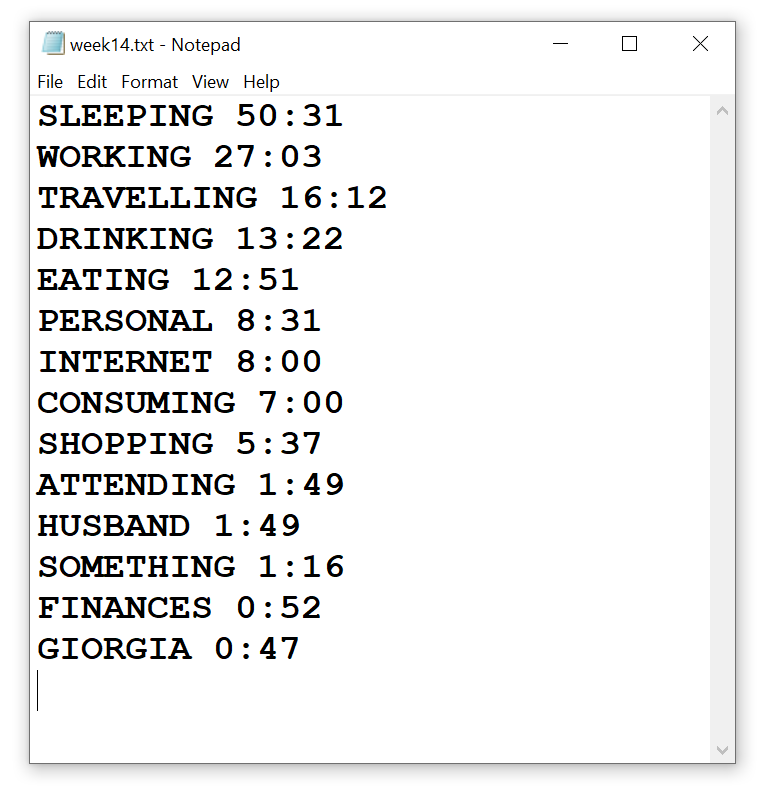 week14.txt - Notepad
File Edit Format View Help
SLEEPING 50:31
WORKING 27:03
TRAVELLING 16:12
DRINKING 13:22
EATING 12:51
PERSONAL 8:31
INTERNET 8:00
CONSUMING 7:00
SHOPPING 5:37
ATTENDING 1:49
HUSBAND 1:49
SOMETHING 1:16
FINANCES 0:52
GIORGIA 0:47